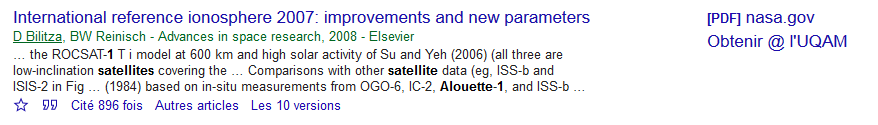 International reference ionosphere 2007: improvements and new parameters
[PDF] nasa.gov
D Bilitza, BW Reinisch - Advances in space research, 2008 - Elsevier
Obtenir @ l'UQAM
... the ROCSAT-1 T i model at 600 km and high solar activity of Su and Yeh (2006) (all three are
low-inclination satellites covering the ... Comparisons with other satellite data (eg, ISS-b and
ISIS-2 in Fig ... (1984) based on in-situ measurements from OGO-6, IC-2, Alouette-1, and ISS-b ...
Cité 896 fois Autres articles Les 10 versions